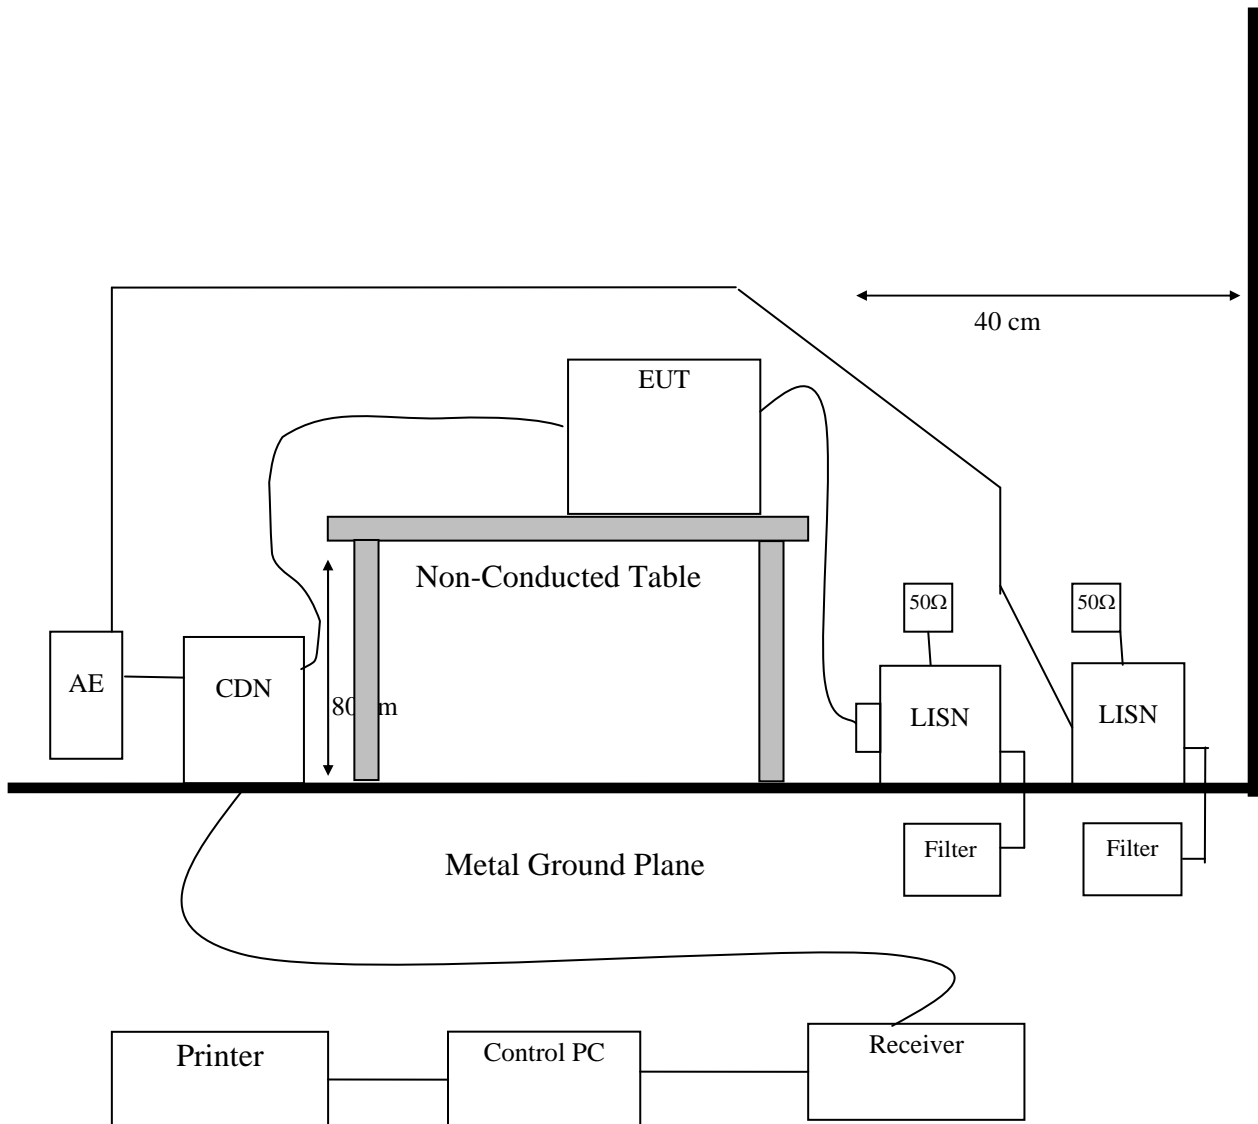 40 cm
EUT
Non-Conducted Table
50Ω
50Ω
AE
CDN
LISN
LISN
Filter
Filter
Metal Ground Plane
Printer
Control PC
Receiver